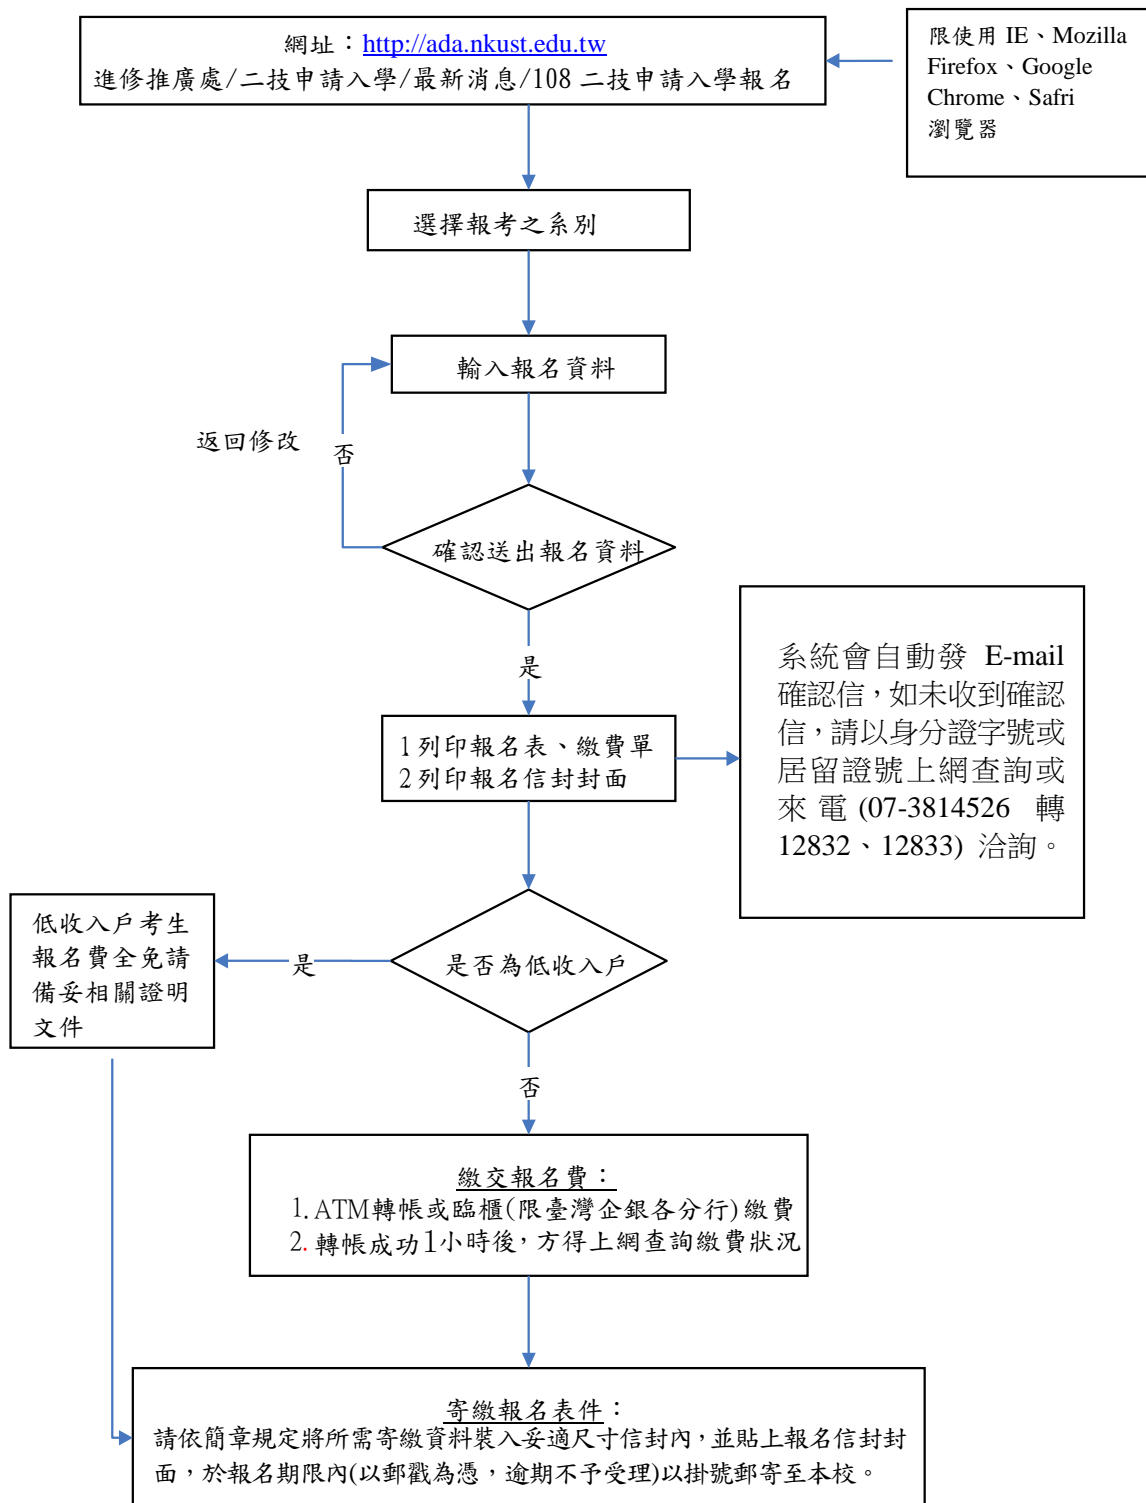 網址：http://ada.nkust.edu.tw
進修推廣處/二技申請入學/最新消息/108 二技申請入學報名
限使用 IE、Mozilla
Firefox、Google
Chrome、Safri
瀏覽器
選擇報考之系別
輸入報名資料
返回修改
否
確認送出報名資料
是
1列印報名表、繳費單
2列印報名信封封面
系統會自動發 E-mail
確認信，如未收到確認
信，請以身分證字號或
居留證號上網查詢或
來電(07-3814526 轉
12832、12833) 洽詢。
是否為低收入戶
是
低收入戶考生
報名費全免請
備妥相關證明
文件
否
繳交報名費：
1.ATM轉帳或臨櫃(限臺灣企銀各分行)繳費
2.轉帳成功1小時後，方得上網查詢繳費狀況
寄繳報名表件：
請依簡章規定將所需寄繳資料裝入妥適尺寸信封內，並貼上報名信封封
面，於報名期限內(以郵戳為憑，逾期不予受理)以掛號郵寄至本校。